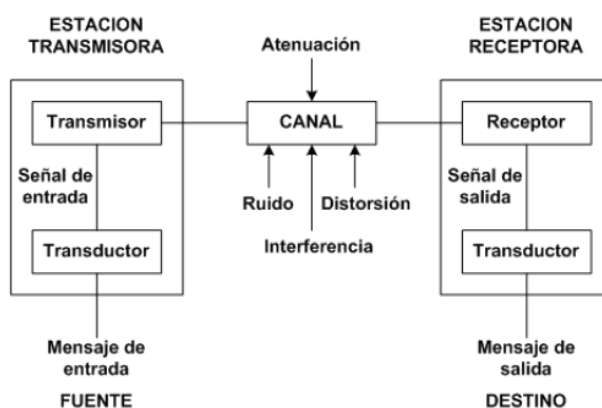 ESTACION
TRANSMISORA
Atenuación
ESTACION
RECEPTORA
Transmisor
CANAL
Receptor
Señal de
entrada
Ruido
Distorsión
Interferencia
Señal de
salida
Transductor
Transductor
Mensaje de
entrada
Mensaje de
salida
FUENTE
DESTINO